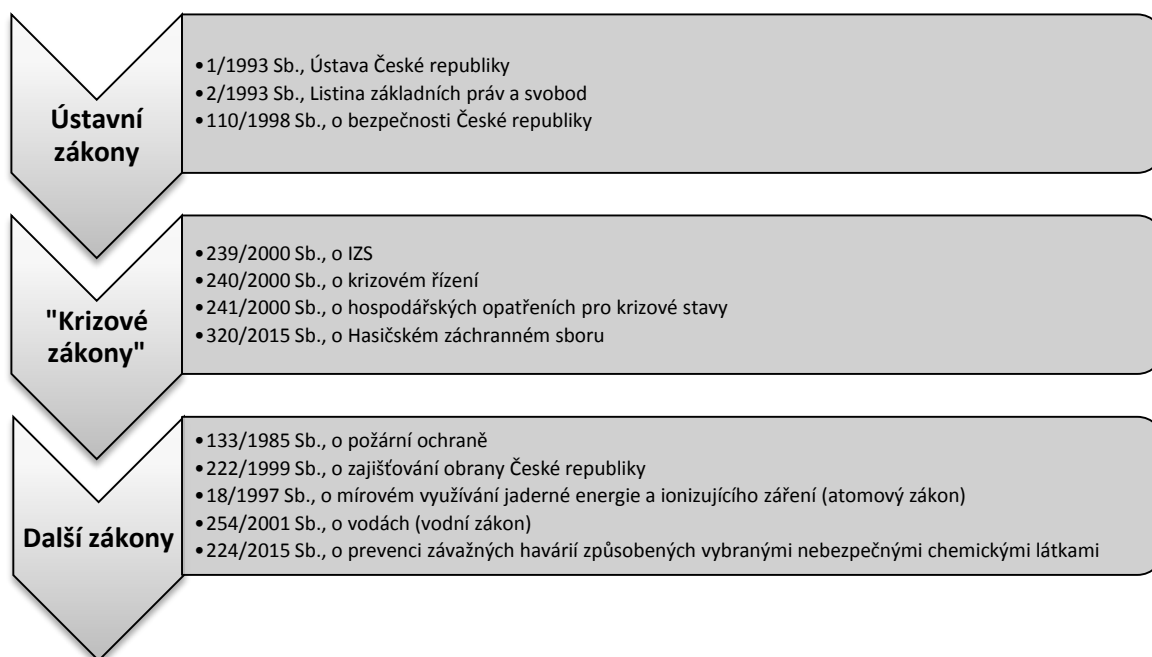 Ústavní
zákony
•1/1993 Sb., Ústava České republiky
•2/1993 Sb., Listina základních práv a svobod
•110/1998 Sb., o bezpečnosti České republiky
"Krizové
zákony"
•239/2000 Sb., o IZS
•240/2000 Sb., o krizovém řízení
•241/2000 Sb., o hospodářských opatřeních pro krizové stavy
•320/2015 Sb., o Hasičském záchranném sboru
Další zákony
•133/1985 Sb., o požární ochraně
•222/1999 Sb., o zajišťování obrany České republiky
•18/1997 Sb., o mírovém využívání jaderné energie a ionizujícího záření (atomový zákon)
•254/2001 Sb., o vodách (vodní zákon)
•224/2015 Sb., o prevenci závažných havárií způsobených vybranými nebezpečnými chemickými látkami